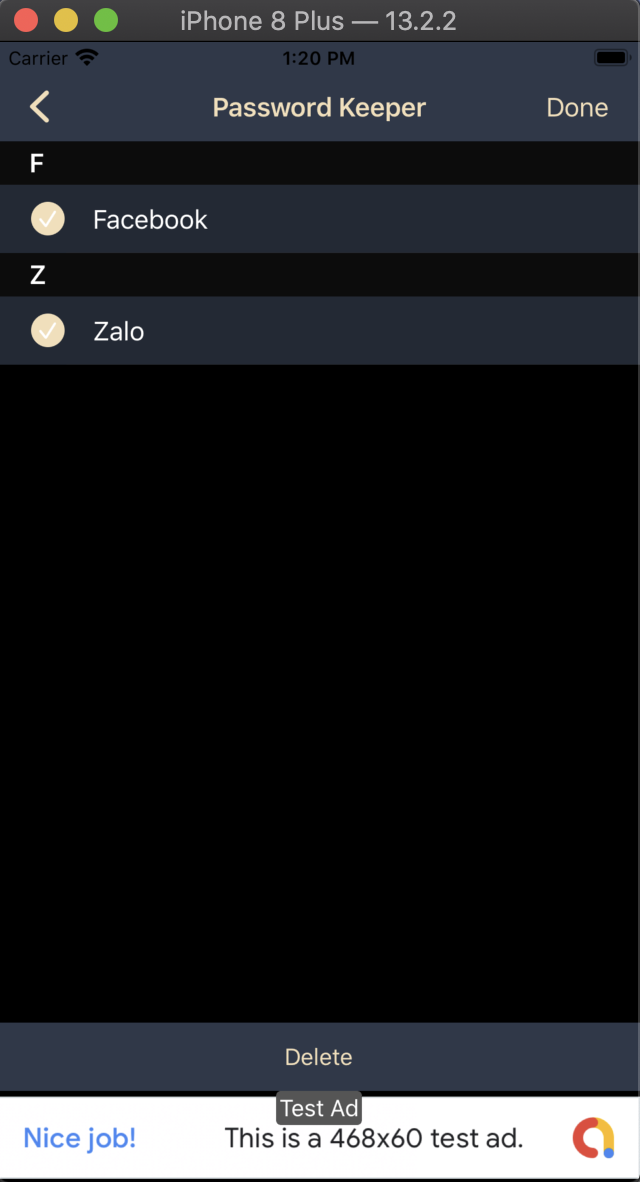 iPhone 8 Plus — 13.2.2
Carrier 1:20 PM
Password Keeper Done
F
Facebook
Z
Zalo
Delete
Test Ad
Nice job! This is a 468x60 test ad.